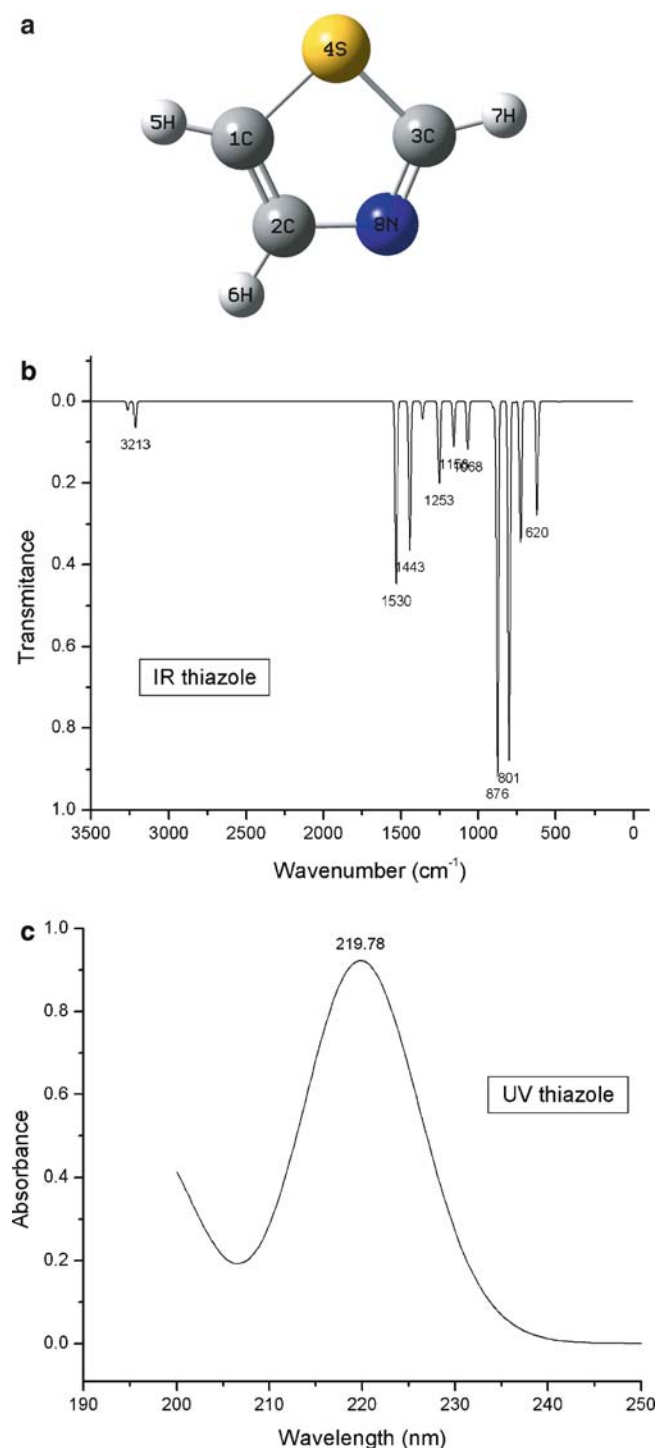 a
4S
5H
1C
3C
7H
2C
8N
6H
b
0.0
0.2
0.4
0.6
0.8
1.0
Transmitance
3213
1530
1443
1253
1158
1068
876
801
620
IR thiazole
3500 3000 2500 2000 1500 1000 500 0
Wavenumber (cm-1)
c
1.0
0.8
0.6
0.4
0.2
0.0
Absorbance
219.78
UV thiazole
190 200 210 220 230 240 250
Wavelength (nm)